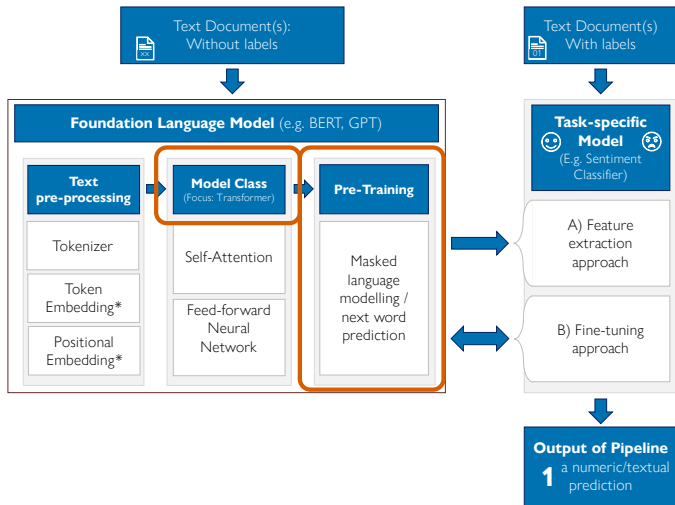 Text Document(s):
Without labels
XX
Text Document(s)
With labels
01
Foundation Language Model (e.g. BERT, GPT)
Text
pre-processing
Tokenizer
Token
Embedding*
Positional
Embedding*
Model Class
(Focus: Transformer)
Self-Attention
Feed-forward
Neural
Network
Pre-Training
Masked
language
modelling /
next word
prediction
Task-specific
Model
(E.g. Sentiment
Classifier)
A) Feature
extraction
approach
B) Fine-tuning
approach
Output of Pipeline
1 a numeric/textual
prediction